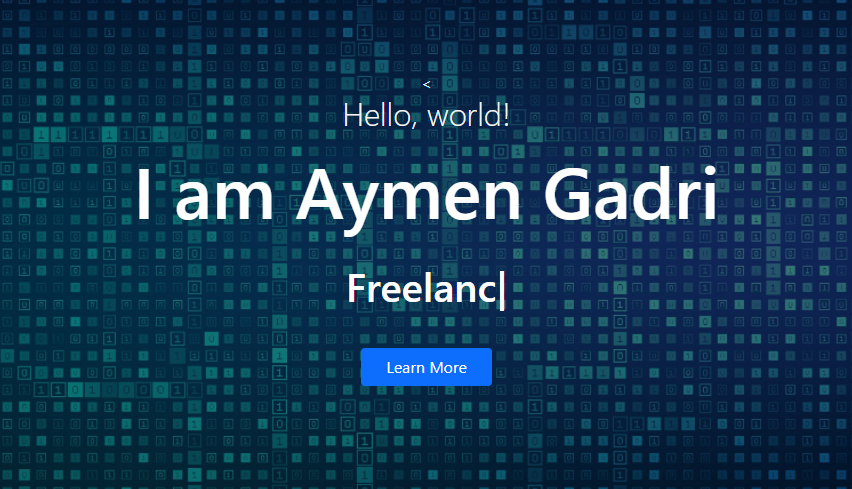 <
Hello, world!
I am Aymen Gadri
Freelanc|
Learn More